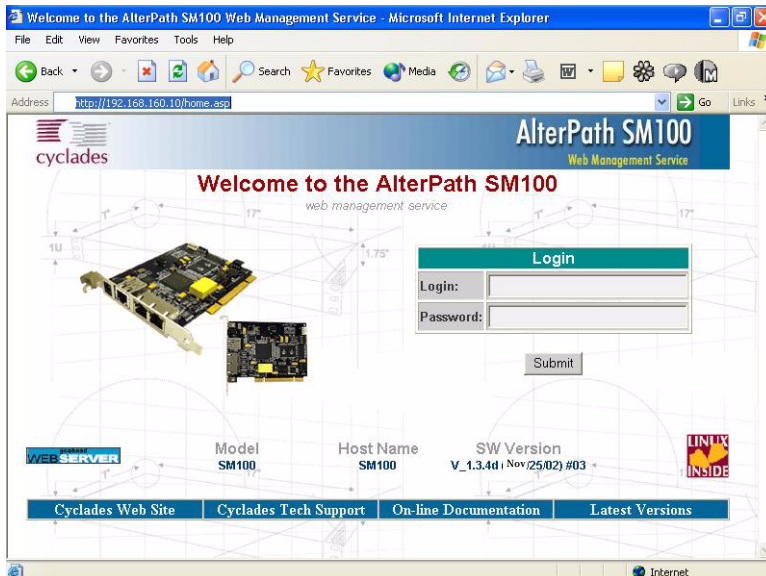 Welcome to the AlterPath SM100 Web Management Service - Microsoft Internet Explorer
File Edit View Favorites Tools Help
Back Search Favorites Media
Address http://192.168.160.10/home.asp Go Links
cyclades
AlterPath SM100
Web Management Service
Welcome to the AlterPath SM100
web management service
1" 17" 1" 17"
1U 1.75"
Login
Login:
Password:
Submit
goahead
WEBSERVER
Model Host Name SW Version
SM100 SM100 V_1.3.4d ( Nov/25/02) #03
LINUX
INSIDE
Cyclades Web Site Cyclades Tech Support On-line Documentation Latest Versions
Internet